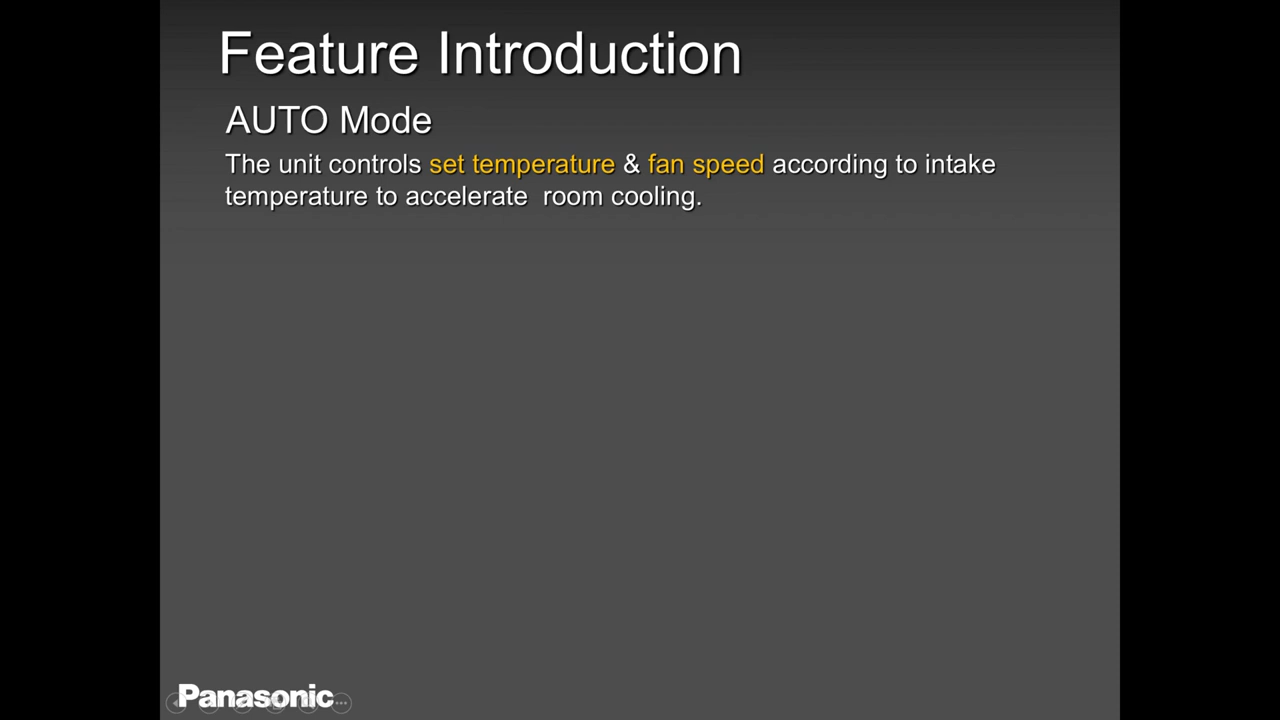 Feature Introduction
AUTO Mode
The unit controls set temperature & fan speed according to intake
temperature to accelerate  room cooling.
Panasonic